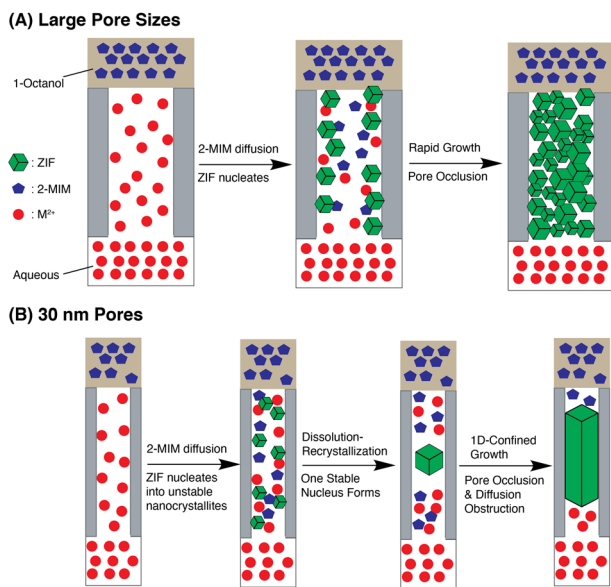 (A) Large Pore Sizes
1-Octanol
: ZIF
: 2-MIM
: M²⁺
Aqueous
2-MIM diffusion
ZIF nucleates
Rapid Growth
Pore Occlusion
(B) 30 nm Pores
2-MIM diffusion
ZIF nucleates
into unstable
nanocrystallites
Dissolution-
Recrystallization
One Stable
Nucleus Forms
1D-Confined
Growth
Pore Occlusion
& Diffusion
Obstruction